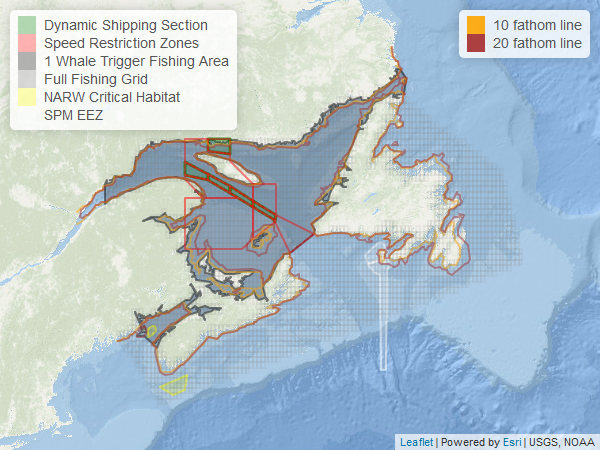 Dynamic Shipping Section
Speed Restriction Zones
1 Whale Trigger Fishing Area
Full Fishing Grid
NARW Critical Habitat
SPM EEZ
10 fathom line
20 fathom line
Leaflet | Powered by Esri | USGS, NOAA